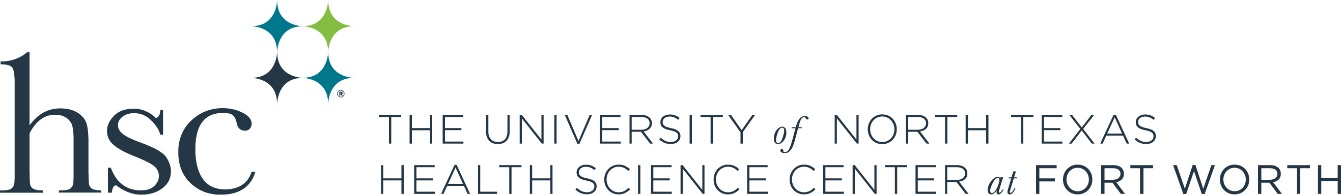 hsc®
THE UNIVERSITY of NORTH TEXAS
HEALTH SCIENCE CENTER at FORT WORTH